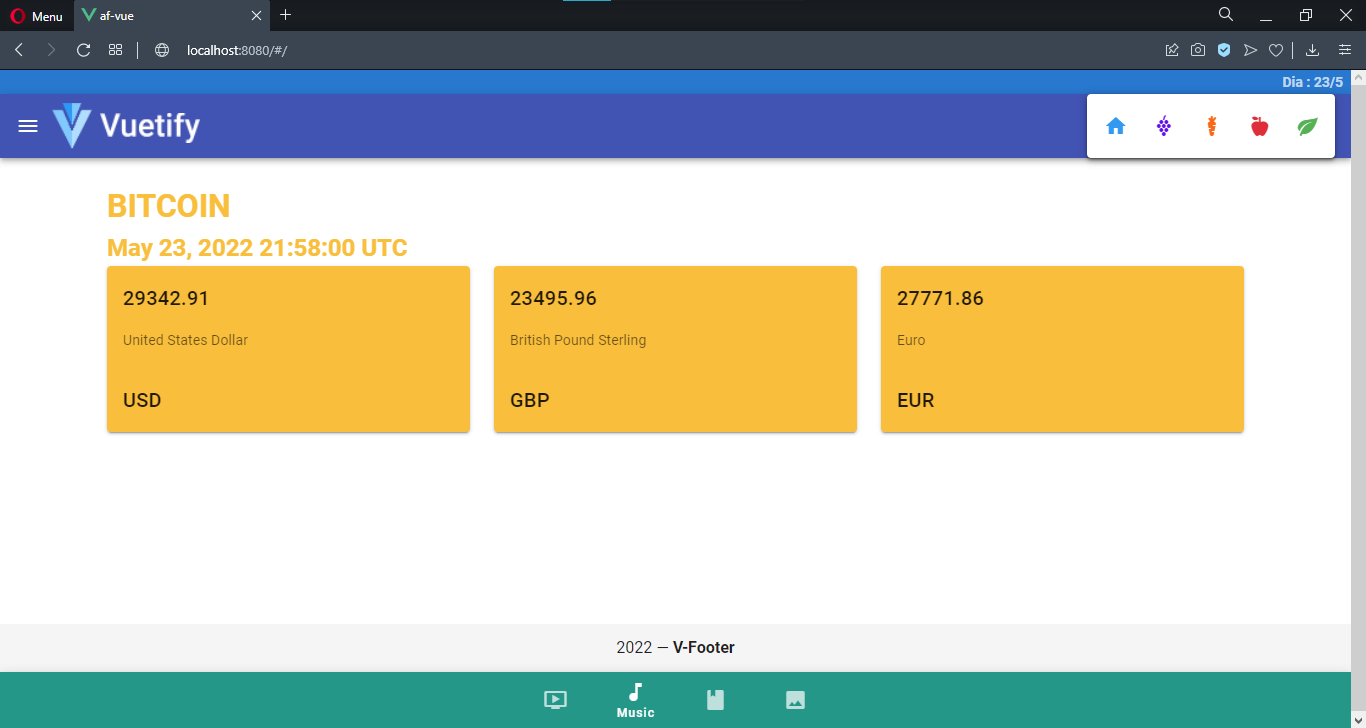 Menu
af-vue
localhost:8080/#/
Dia : 23/5
Vuetify
BITCOIN
May 23, 2022 21:58:00 UTC
29342.91
United States Dollar
USD
23495.96
British Pound Sterling
GBP
27771.86
Euro
EUR
2022 — V-Footer
Music